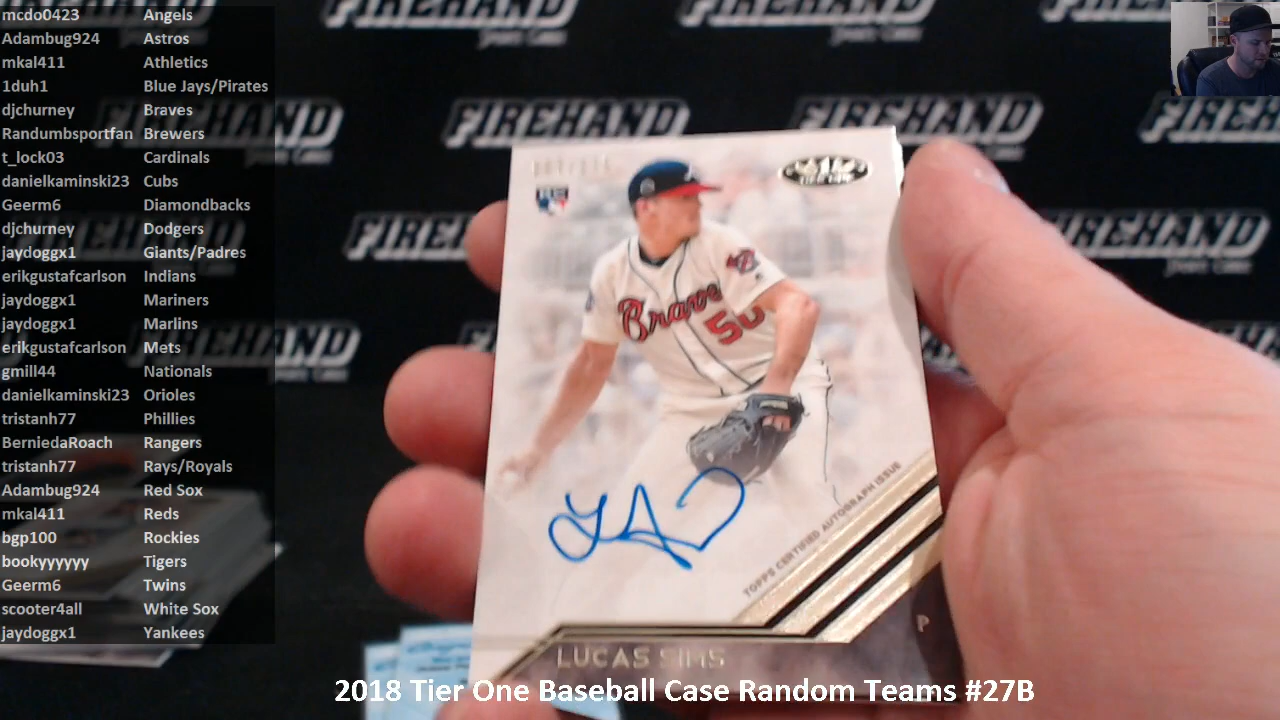 mcdo0423 Angels
Adambug924 Astros
mkal411 Athletics
1duh1 Blue Jays/Pirates
djchurney Braves
Randumbsportfan Brewers
t_lock03 Cardinals
danielkaminski23 Cubs
Geerm6 Diamondbacks
djchurney Dodgers
jaydoggx1 Giants/Padres
erikgustafcarlson Indians
jaydoggx1 Mariners
jaydoggx1 Marlins
erikgustafcarlson Mets
gmill44 Nationals
danielkaminski23 Orioles
tristanh77 Phillies
BerniedaRoach Rangers
tristanh77 Rays/Royals
Adambug924 Red Sox
mkal411 Reds
bgp100 Rockies
bookyyyyyy Tigers
Geerm6 Twins
scooter4all White Sox
jaydoggx1 Yankees
FIREHAND
FIREHAND
FIREHAND
FIREHAND
Braves
50
TOPPS CERTIFIED AUTOGRAPH ISSUE
P
LUCAS SIMS
2018 Tier One Baseball Case Random Teams #27B